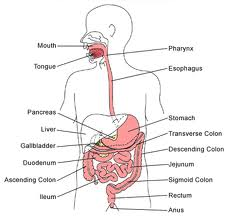 Mouth
Tongue
Pharynx
Esophagus
Pancreas
Liver
Gallbladder
Duodenum
Ascending Colon
Ileum
Stomach
Transverse Colon
Descending Colon
Jejunum
Sigmoid Colon
Rectum
Anus